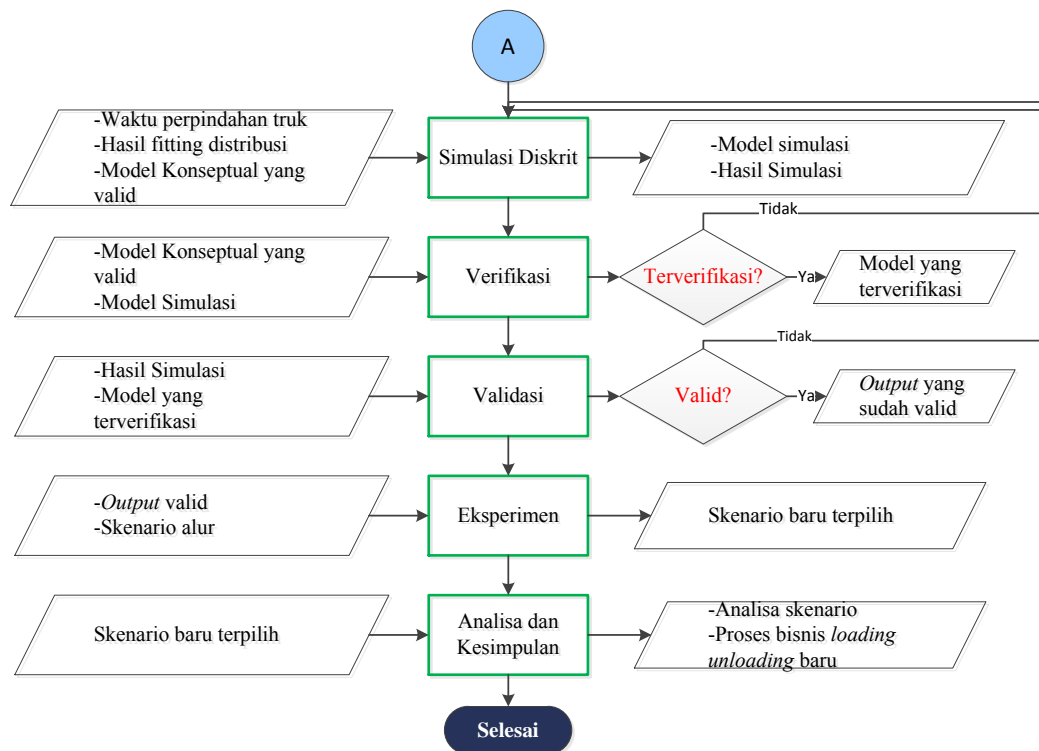 A
-Waktu perpindahan truk
-Hasil fitting distribusi
-Model Konseptual yang
valid
Simulasi Diskrit
-Model simulasi
-Hasil Simulasi
Tidak
-Model Konseptual yang
valid
-Model Simulasi
Verifikasi
Terverifikasi?
Ya
Model yang
terverifikasi
Tidak
-Hasil Simulasi
-Model yang
terverifikasi
Validasi
Valid?
Ya
Output yang
sudah valid
-Output valid
-Skenario alur
Eksperimen
Skenario baru terpilih
Skenario baru terpilih
Analisa dan
Kesimpulan
-Analisa skenario
-Proses bisnis loading
unloading baru
Selesai